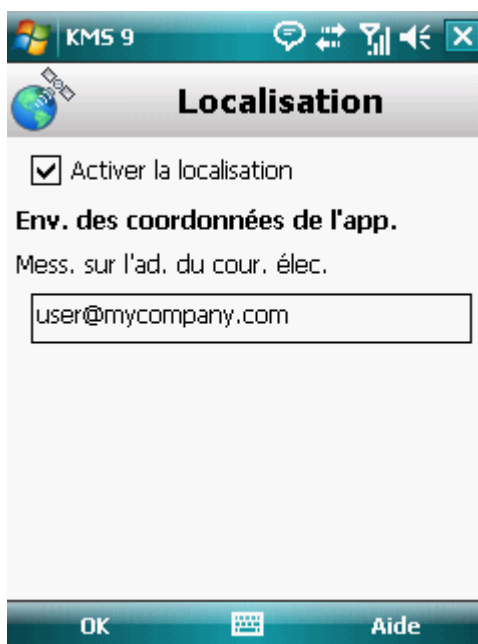 KMS 9
Localisation
Activer la localisation
Env. des coordonnées de l'app.
Mess. sur l'ad. du cour. élec.
user@mycompany.com
OK
Aide